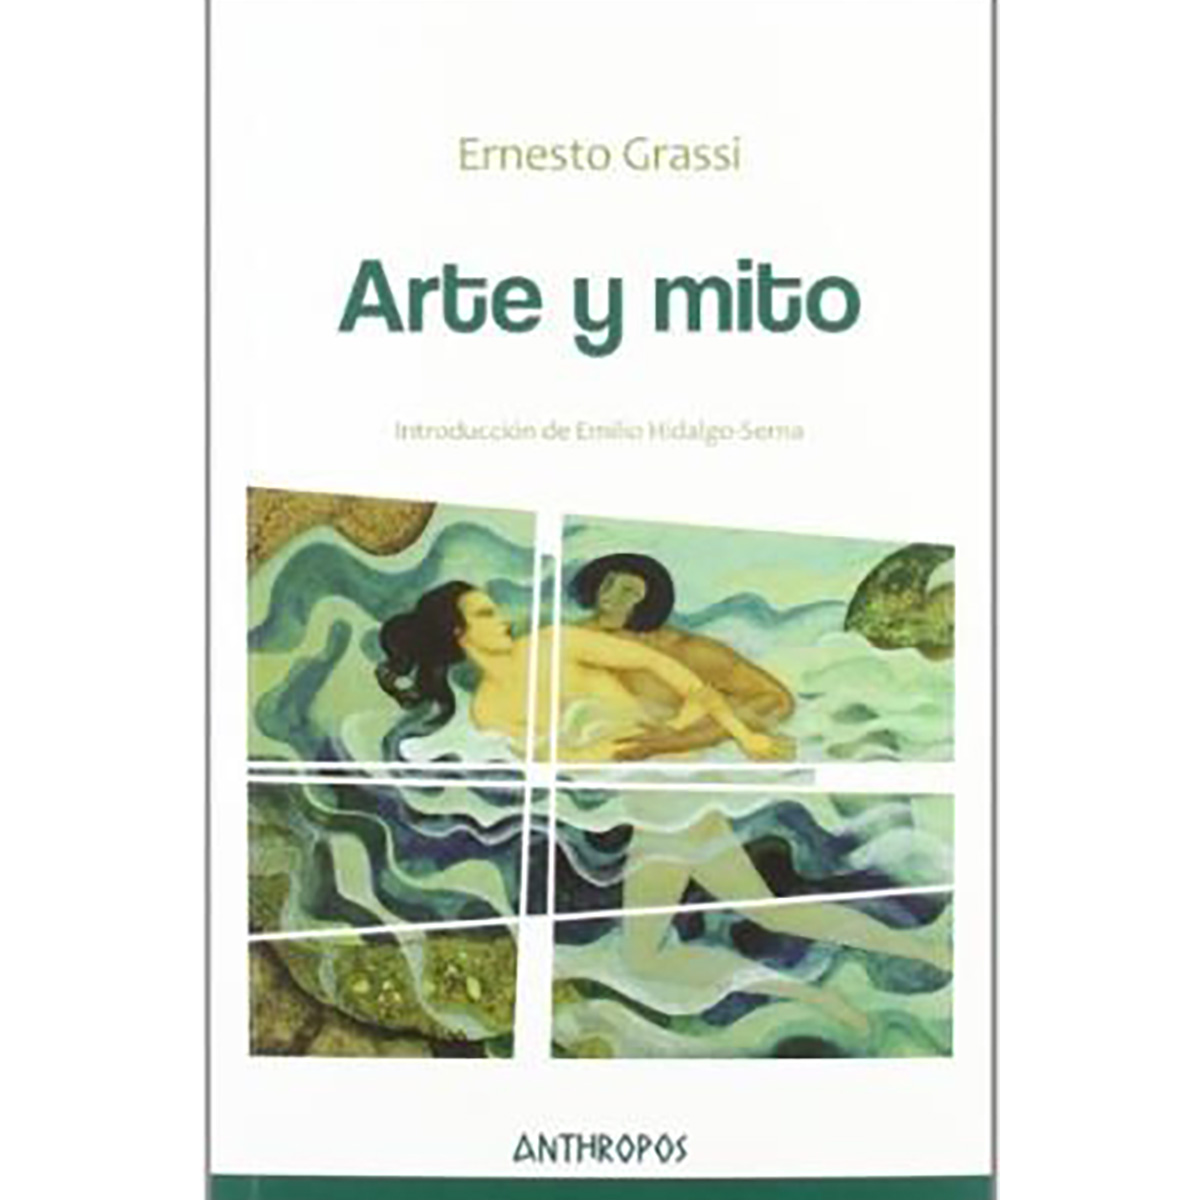 Ernesto Grassi
Arte y mito
Introducción de Emilio Hidalgo-Serna
ANTHROPOS